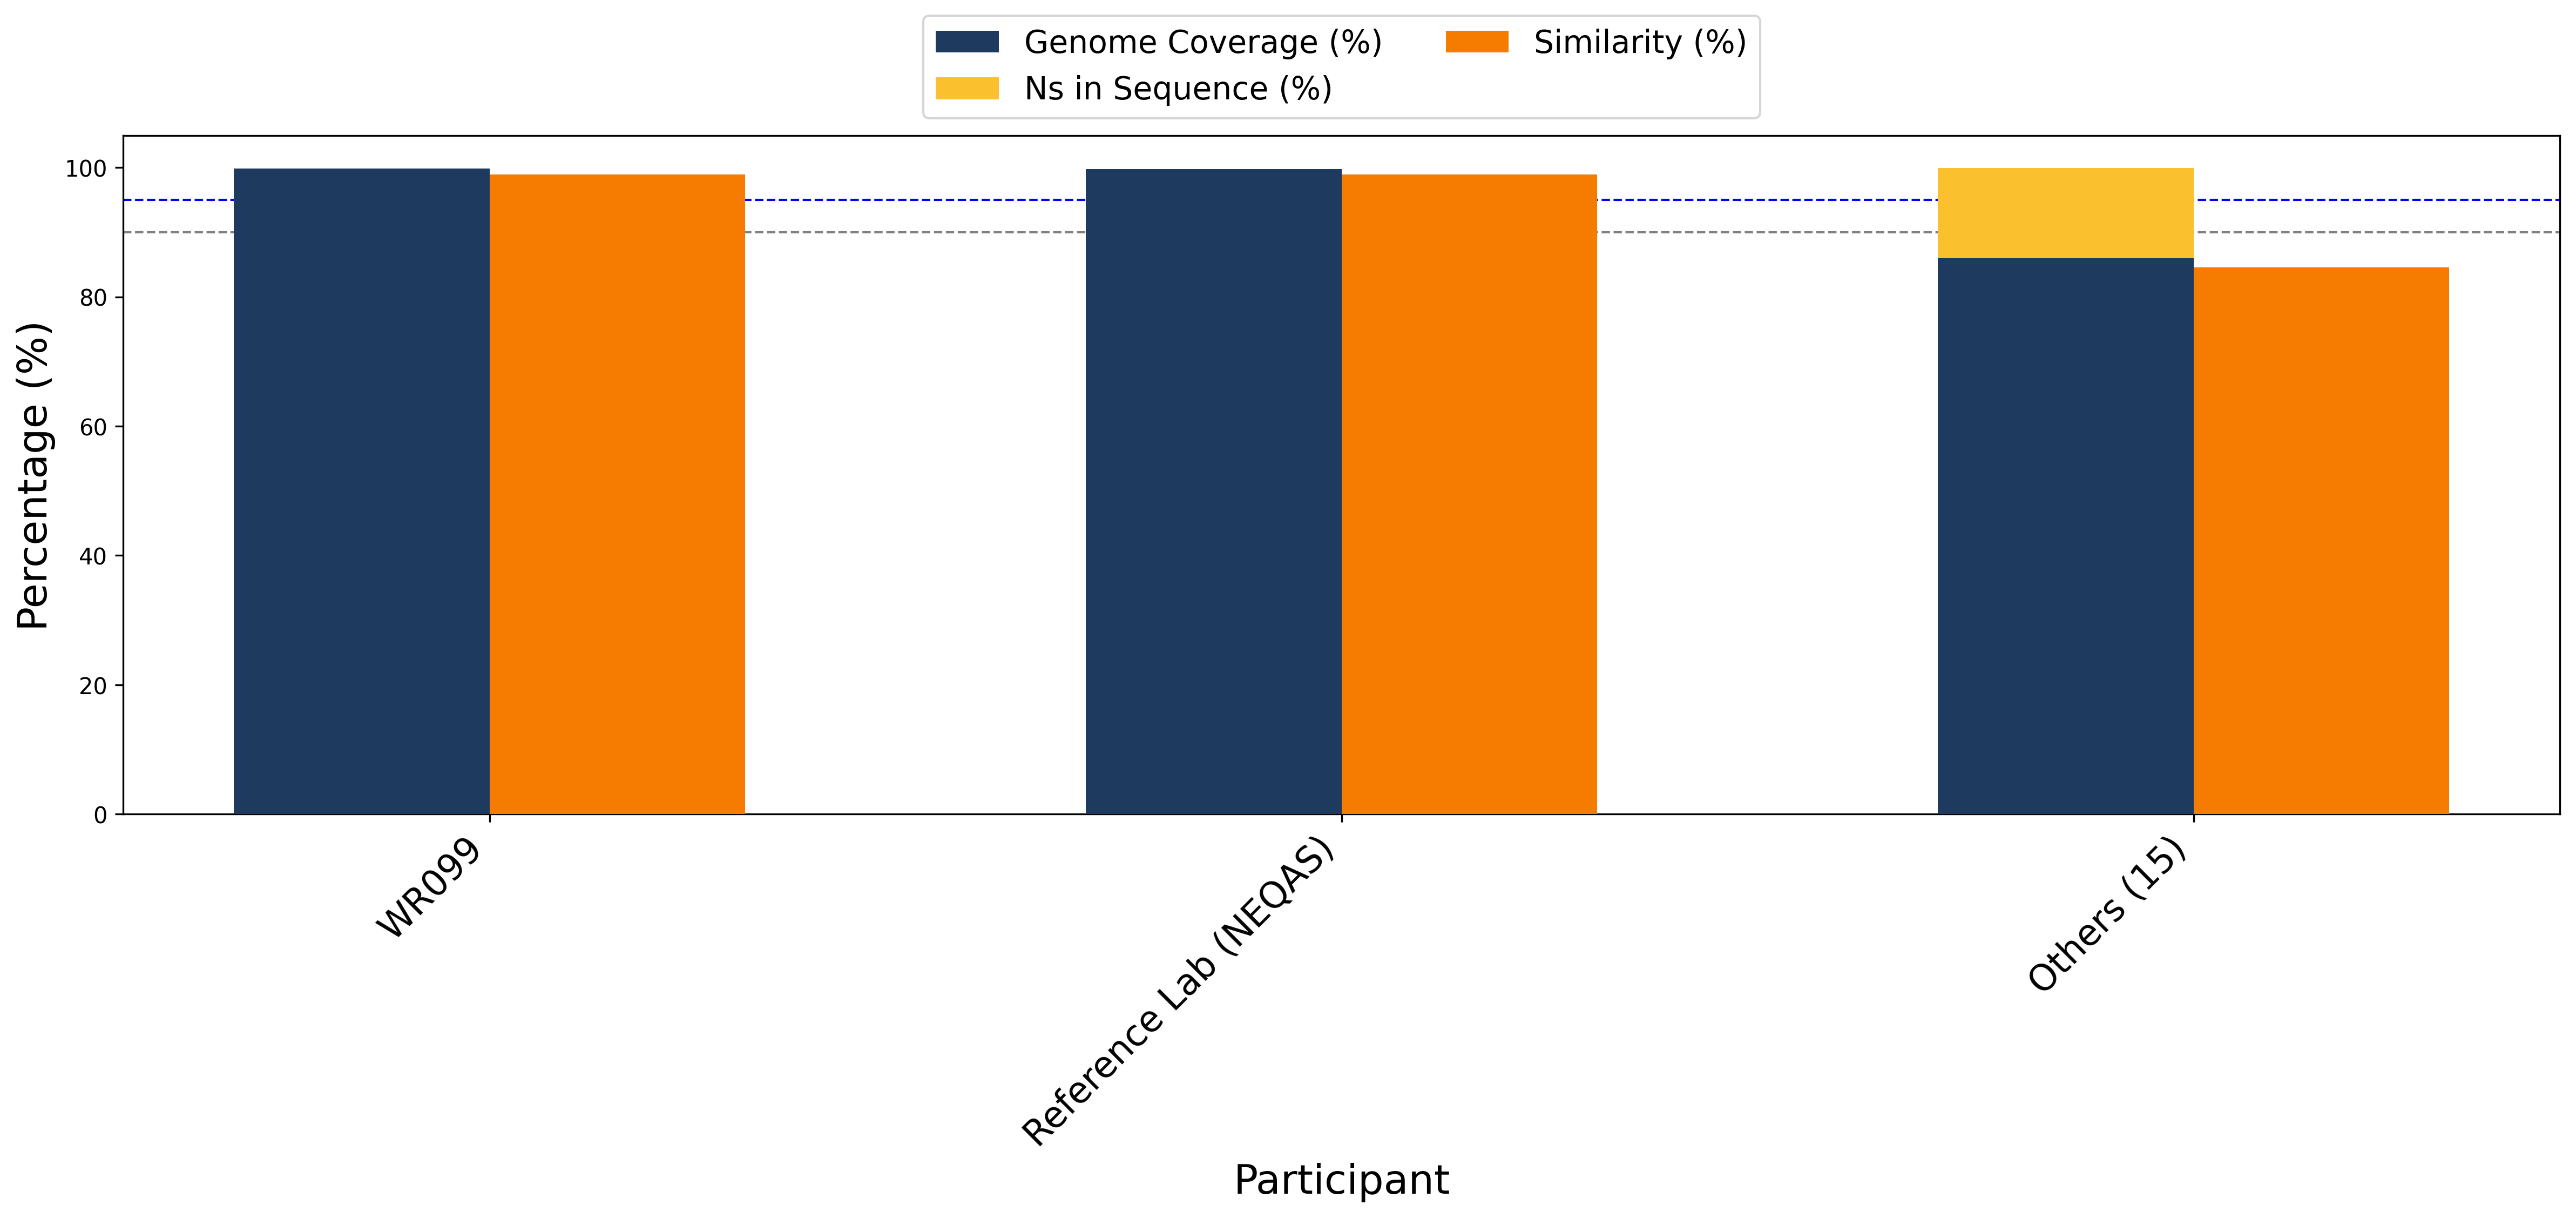 Genome Coverage (%)
Similarity (%)
Ns in Sequence (%)
100
80
60
40
20
0
Percentage (%)
WR099
Reference Lab (NEQAS)
Others (15)
Participant